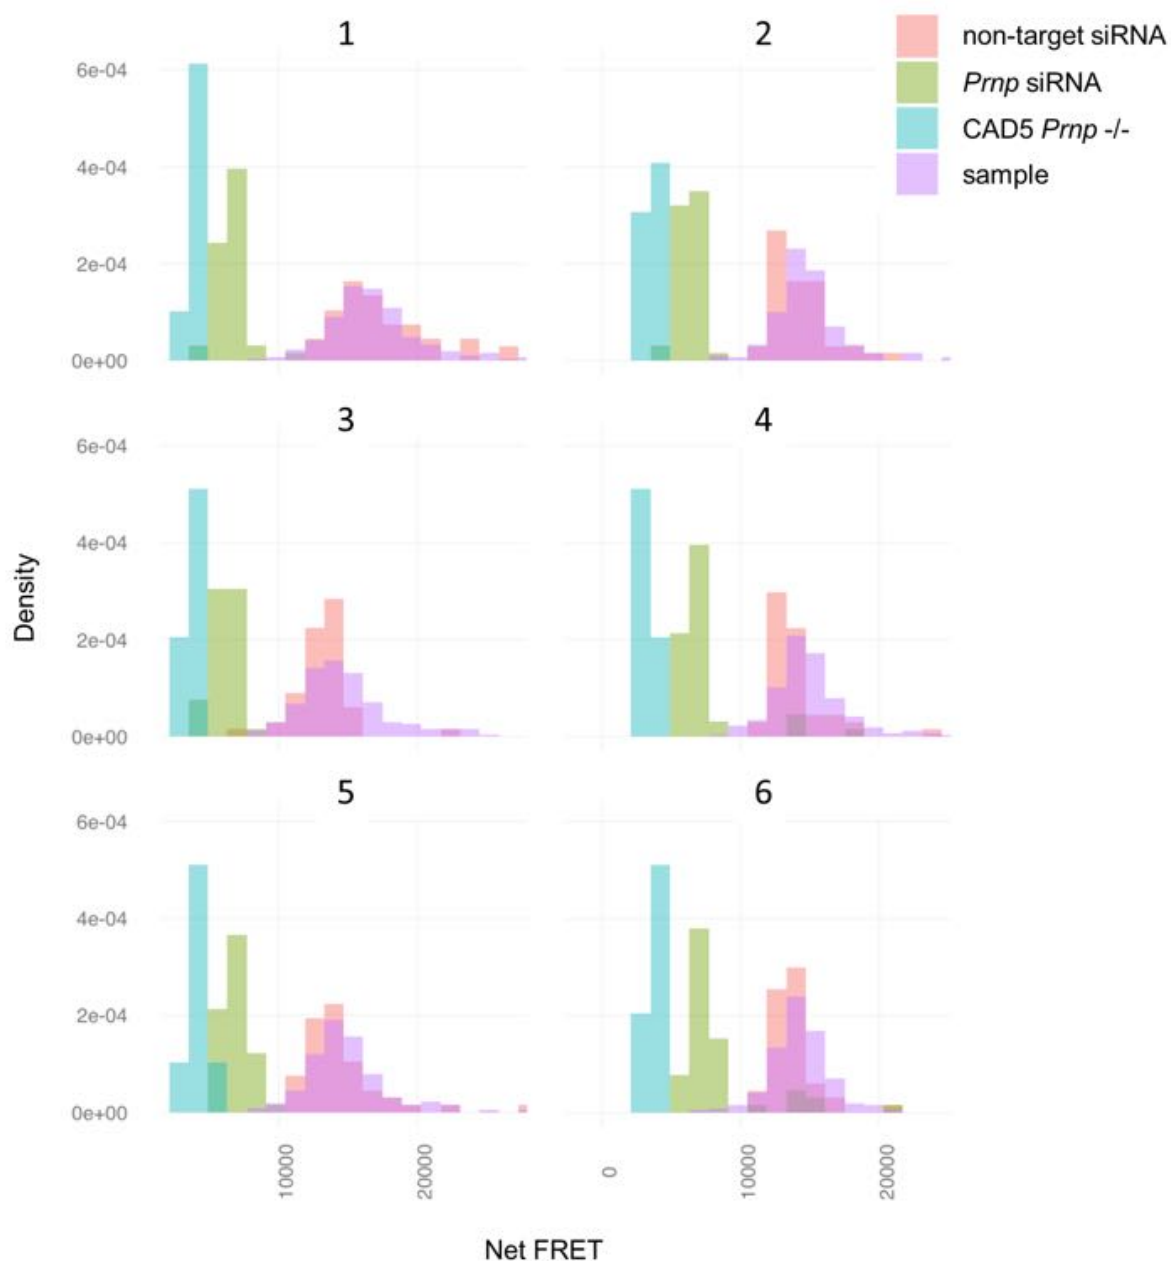 1
2
non-target siRNA
Prnp siRNA
CAD5 Prnp -/-
sample
6e-04
4e-04
2e-04
0e+00
3
4
6e-04
4e-04
2e-04
0e+00
Density
5
6
6e-04
4e-04
2e-04
0e+00
10000
20000
0
10000
20000
Net FRET